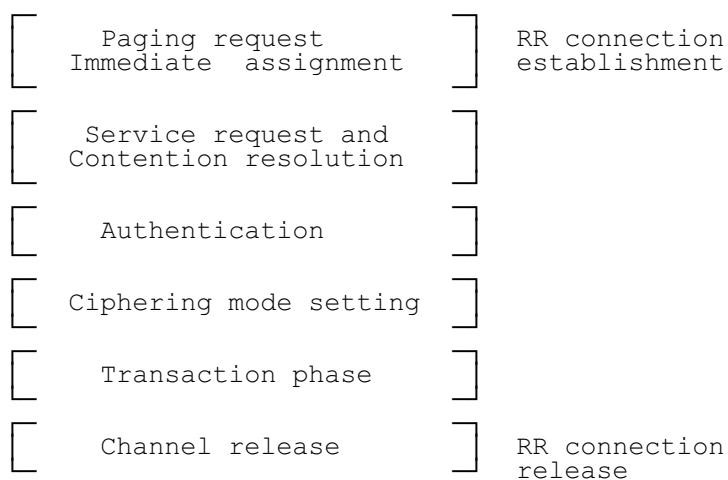 Paging request RR connection
Immediate assignment establishment
Service request and
Contention resolution
Authentication
Ciphering mode setting
Transaction phase
Channel release RR connection
release